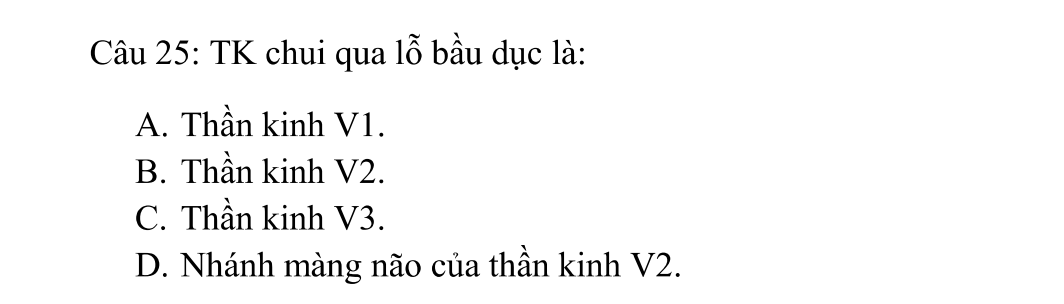 Câu 25: TK chui qua lỗ bầu dục là:
A. Thần kinh V1.
B. Thần kinh V2.
C. Thần kinh V3.
D. Nhánh màng não của thần kinh V2.